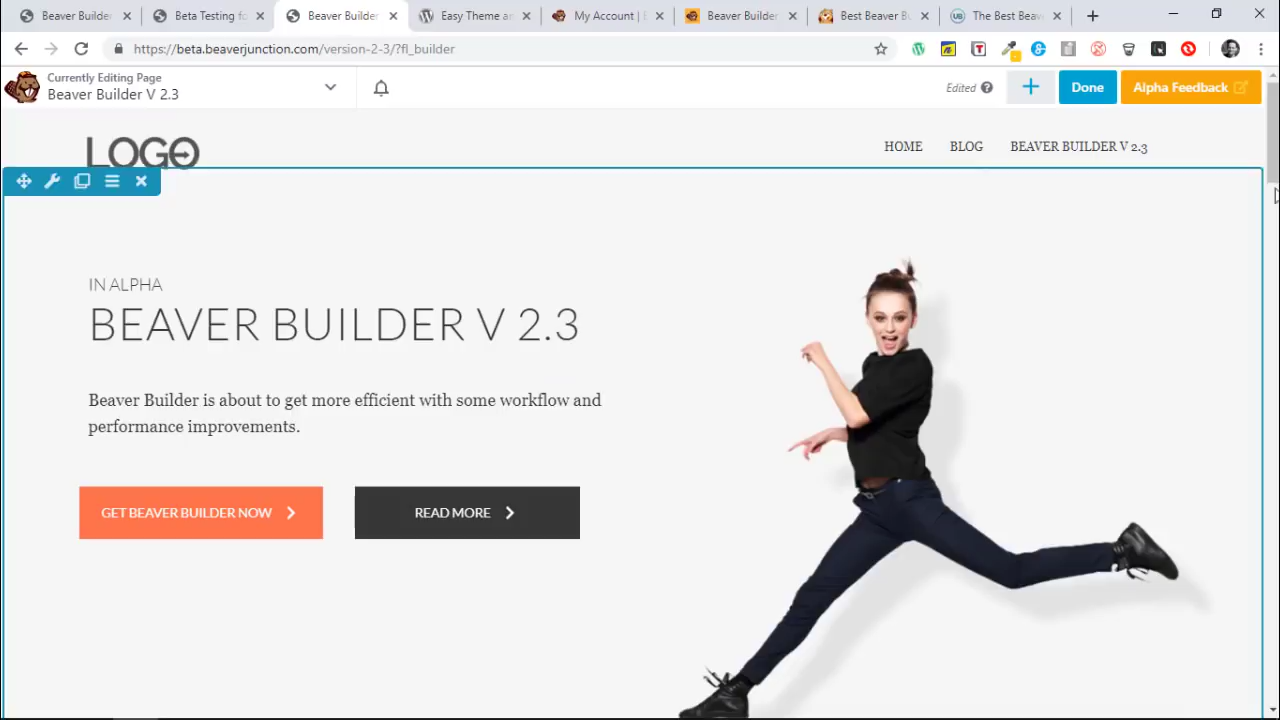 Beaver Builder
Beta Testing fo
Beaver Builder
Easy Theme an
My Account | B
Beaver Builder
Best Beaver Bu
The Best Beav
https://beta.beaverjunction.com/version-2-3/?fl_builder
Currently Editing Page
Beaver Builder V 2.3
Edited
Done
Alpha Feedback
LOGO
HOME
BLOG
BEAVER BUILDER V 2.3
IN ALPHA
BEAVER BUILDER V 2.3
Beaver Builder is about to get more efficient with some workflow and
performance improvements.
GET BEAVER BUILDER NOW
READ MORE